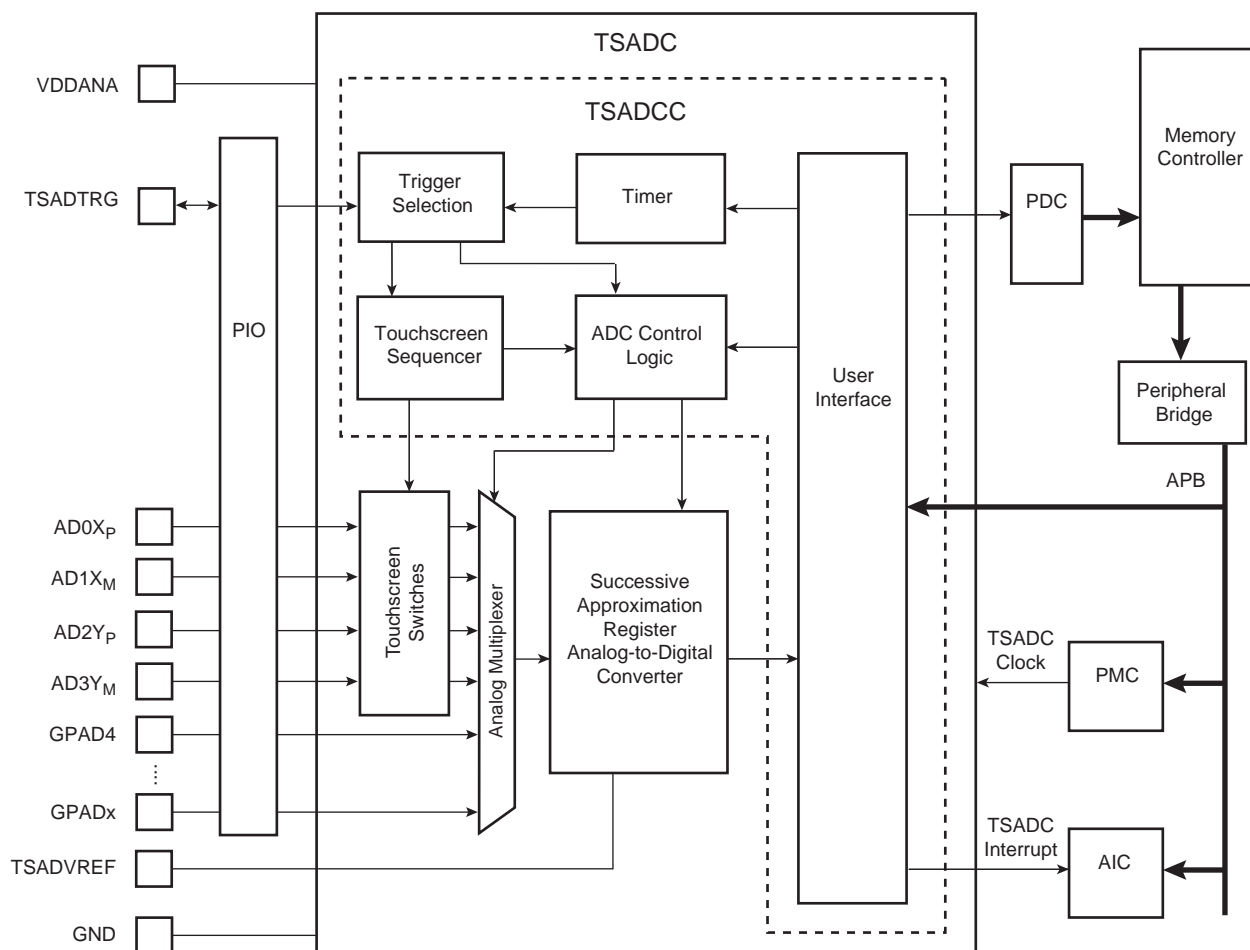 TSADC
VDDANA
TSADCC
Memory
Controller
Trigger
Selection
Timer
PDC
TSADTRG
PIO
Touchscreen
Sequencer
ADC Control
Logic
User
Interface
Peripheral
Bridge
APB
AD0XP
AD1XM
AD2YP
AD3YM
GPAD4
GPADx
TSADVREF
GND
Touchscreen
Switches
Analog Multiplexer
Successive
Approximation
Register
Analog-to-Digital
Converter
TSADC
Clock
PMC
TSADC
Interrupt
AIC